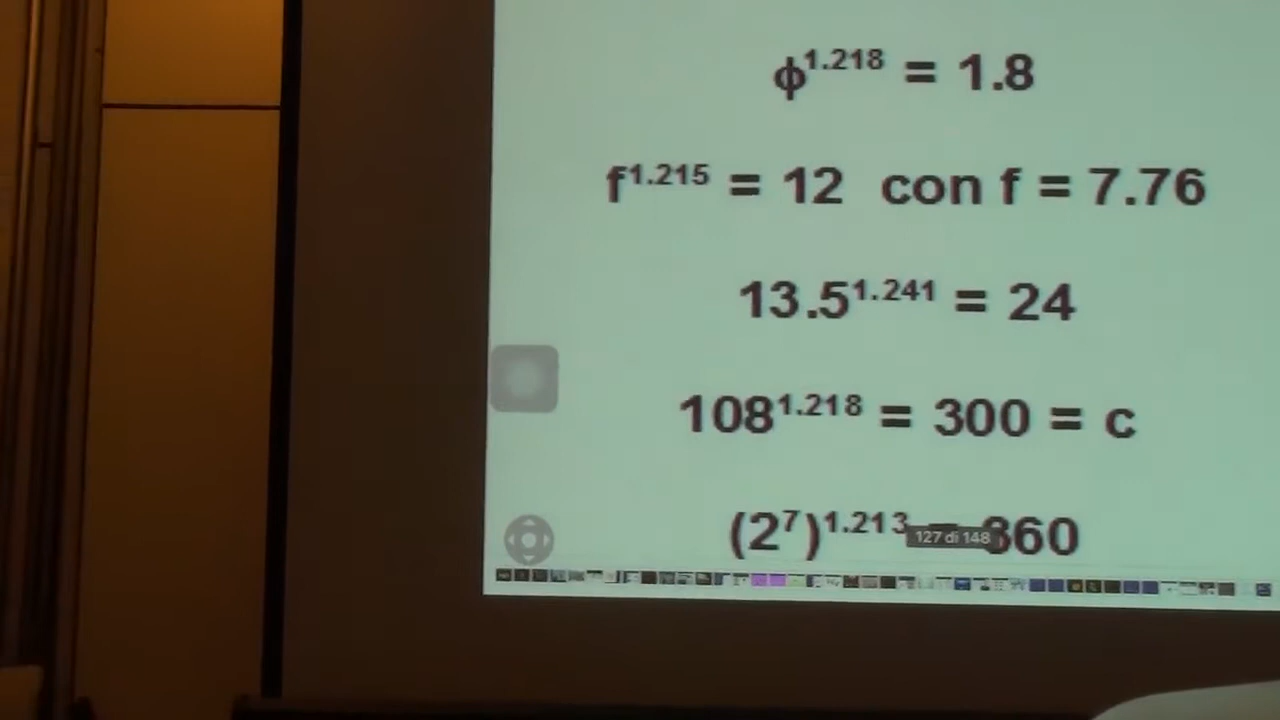 ϕ^1.218 = 1.8
f^1.215 = 12 con f = 7.76
13.5^1.241 = 24
108^1.218 = 300 = c
(2^7)^1.213 = 360
127 di 148